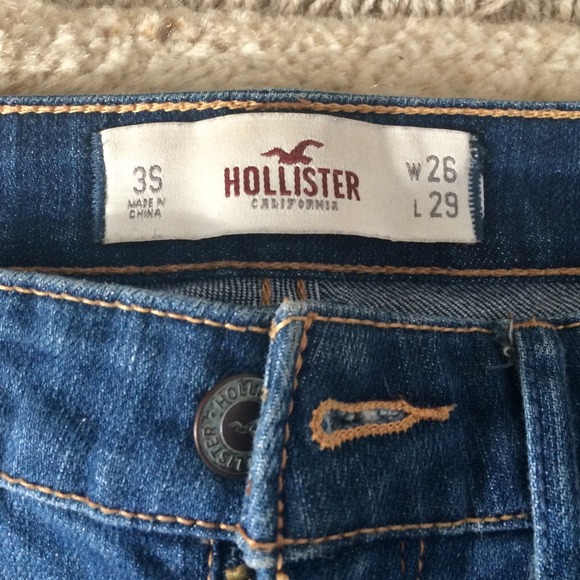 3S
MADE IN
CHINA
HOLLISTER
CALIFORNIA
W 26
L 29
HOLLISTER